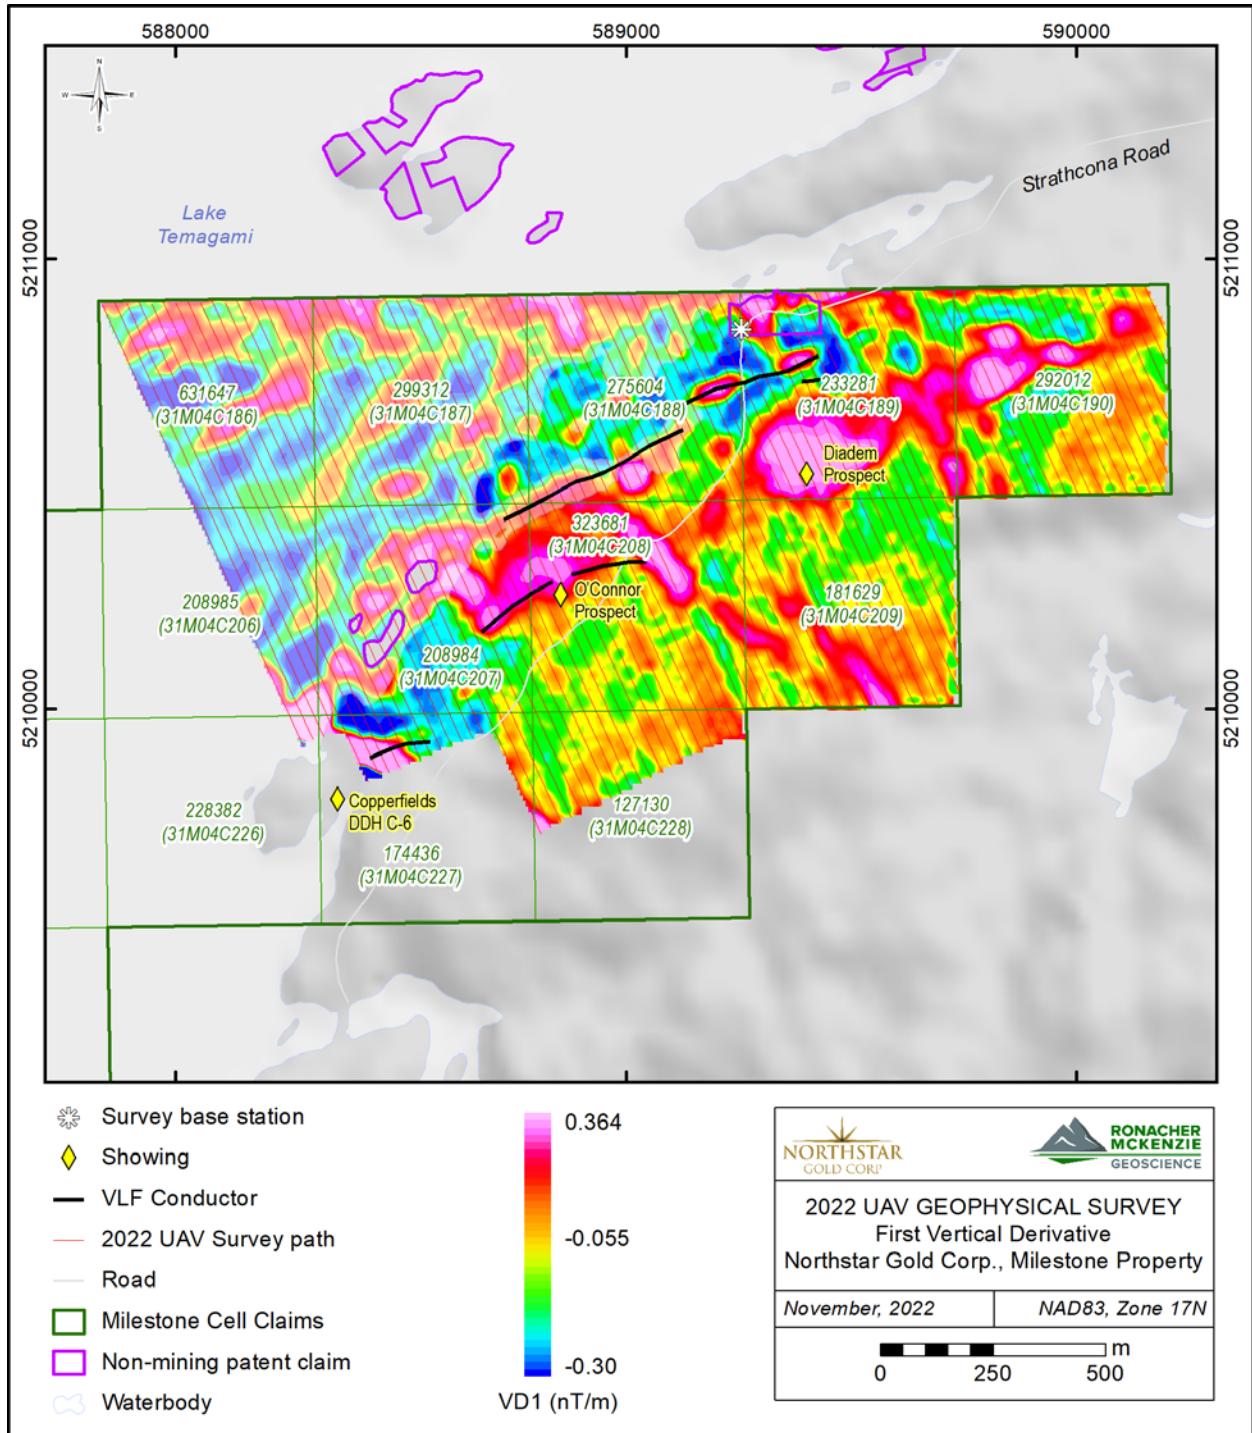 588000
589000
590000
N
W
E
S
Strathcona Road
Lake
Temagami
5211000
5211000
631647
(31M04C186)
299312
(31M04C187)
275604
(31M04C188)
233281
(31M04C189)
292012
(31M04C190)
Diadem
Prospect
323681
(31M04C208)
O'Connor
Prospect
208985
(31M04C206)
181629
(31M04C209)
208984
(31M04C207)
5210000
5210000
Copperfields
DDH C-6
228382
(31M04C226)
127130
(31M04C228)
174436
(31M04C227)
Survey base station
Showing
VLF Conductor
2022 UAV Survey path
Road
Milestone Cell Claims
Non-mining patent claim
Waterbody
0.364
-0.055
-0.30
VD1 (nT/m)
NORTHSTAR
GOLD CORP
RONACHER
MCKENZIE
GEOSCIENCE
2022 UAV GEOPHYSICAL SURVEY
First Vertical Derivative
Northstar Gold Corp., Milestone Property
November, 2022
NAD83, Zone 17N
m
0 250 500